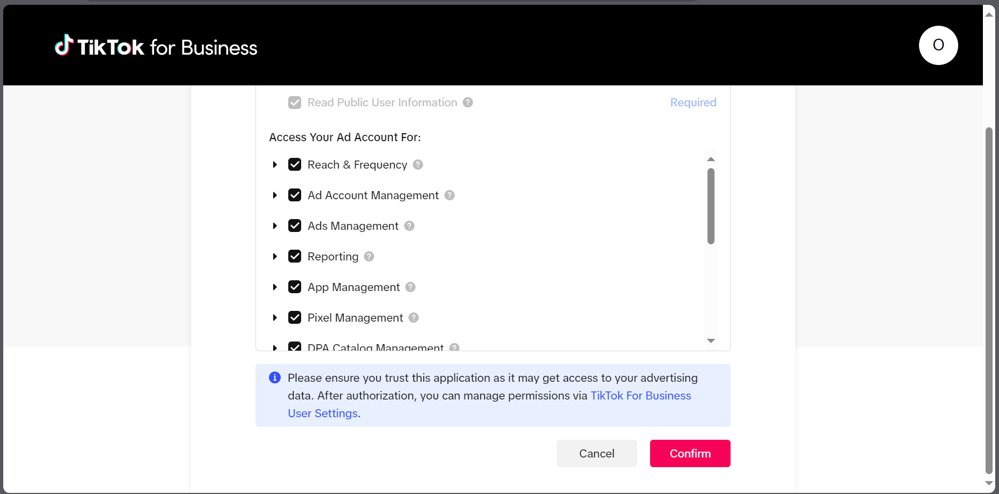 TikTok for Business
O
Read Public User Information ?
Required
Access Your Ad Account For:
Reach & Frequency ?
Ad Account Management ?
Ads Management ?
Reporting ?
App Management ?
Pixel Management ?
DPA Catalog Management ?
Please ensure you trust this application as it may get access to your advertising
data. After authorization, you can manage permissions via TikTok For Business
User Settings.
Cancel
Confirm